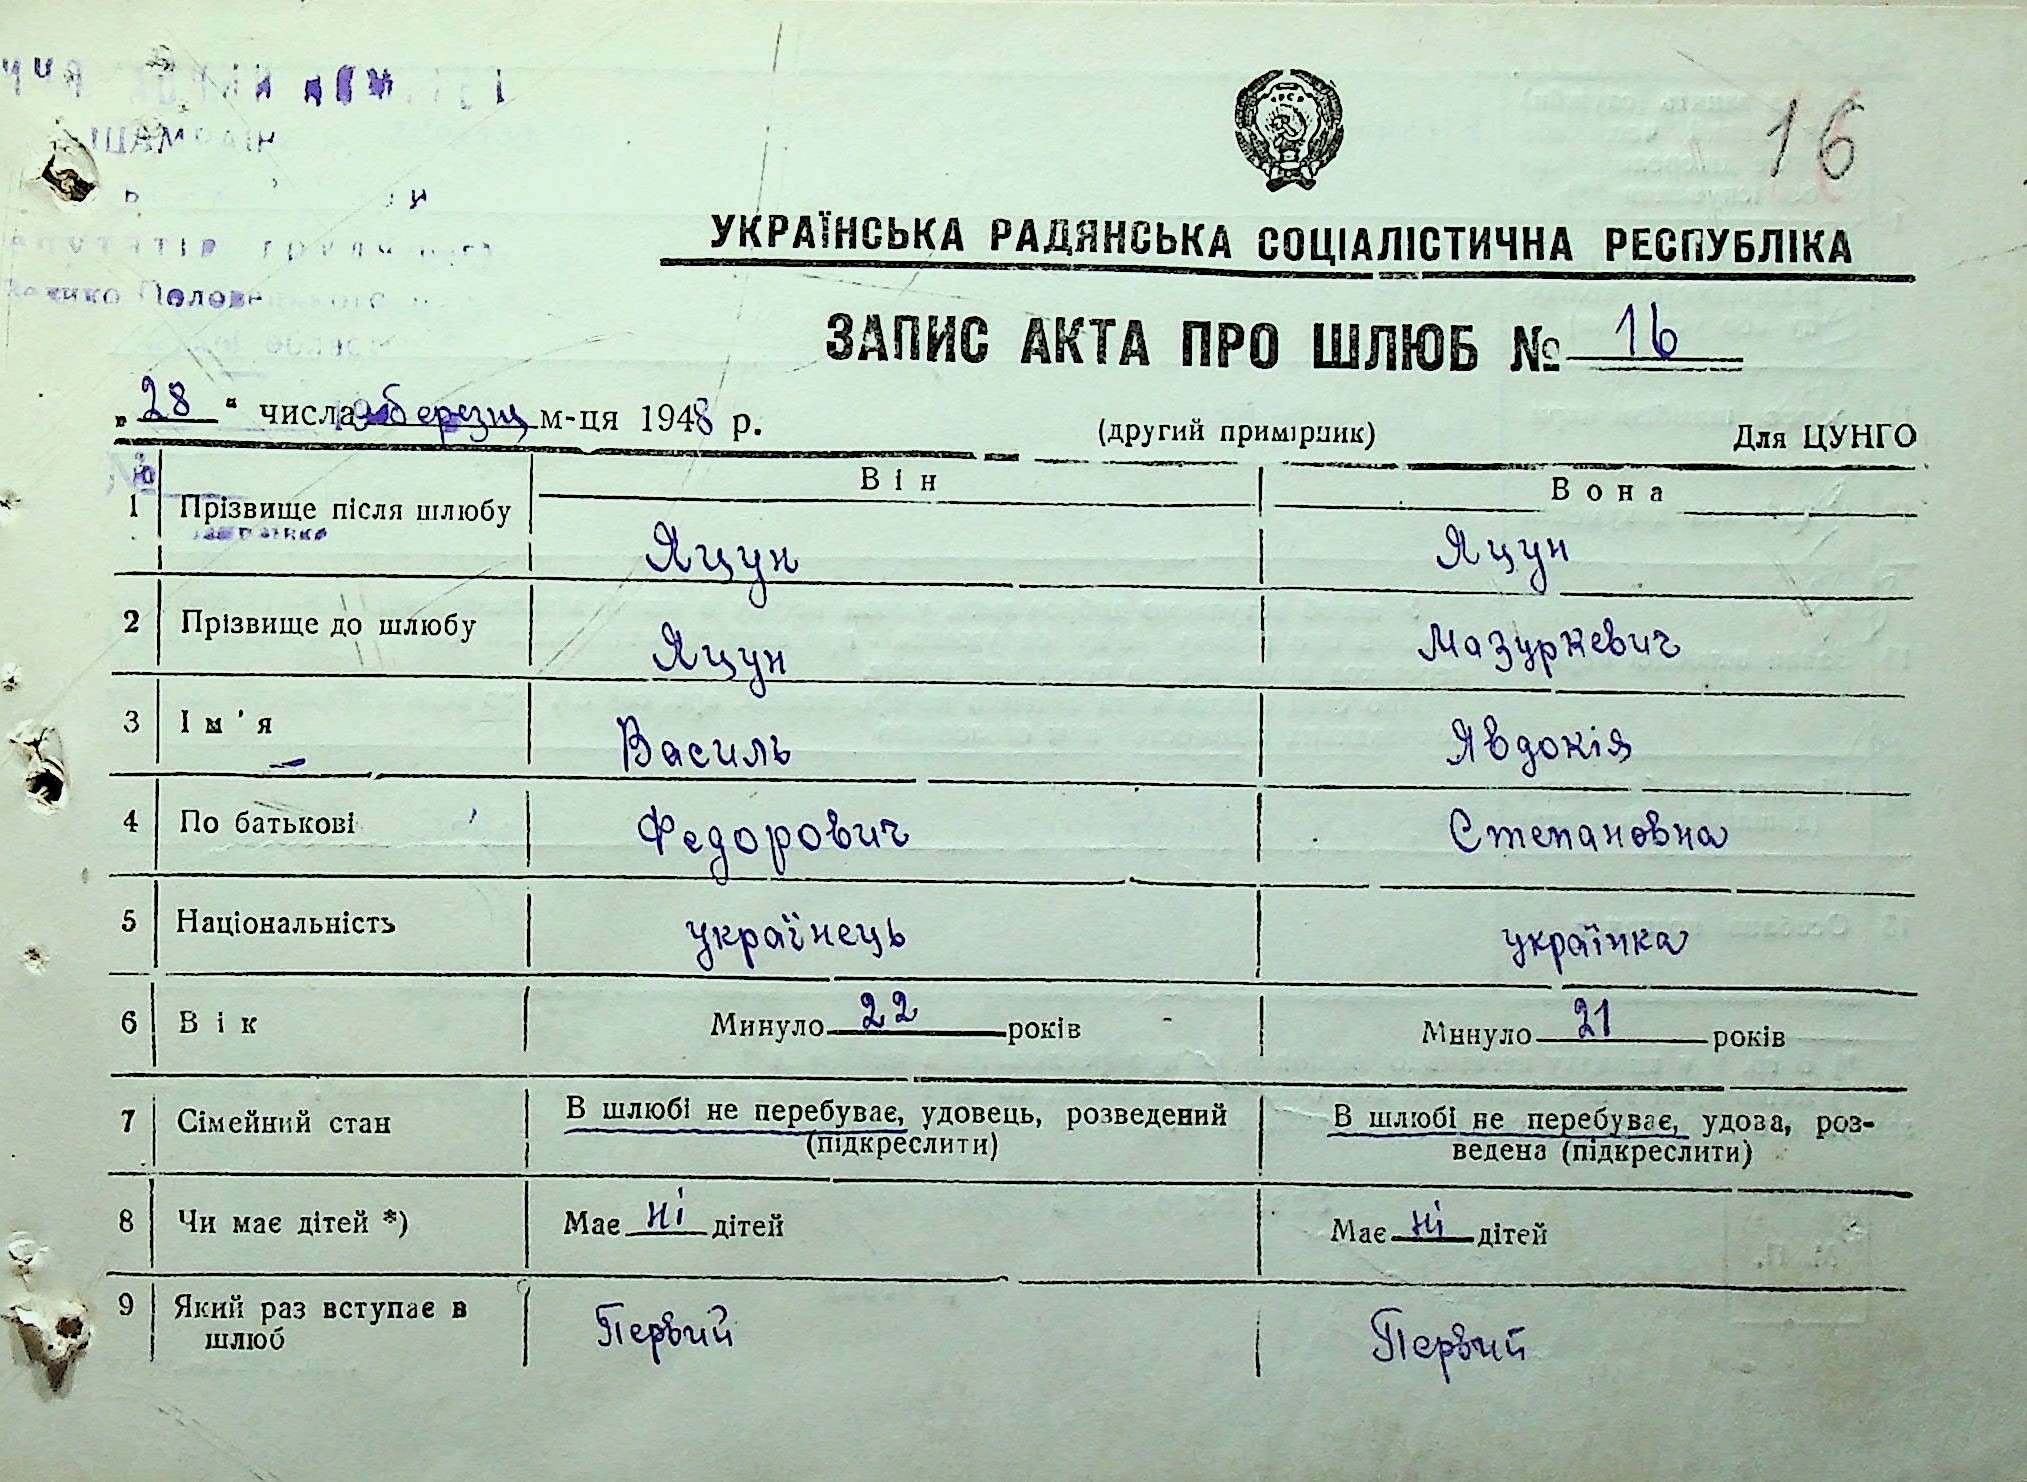 16
УКРАЇНСЬКА РАДЯНСЬКА СОЦІАЛІСТИЧНА РЕСПУБЛІКА
ЗАПИС АКТА ПРО ШЛЮБ № 16
„28“ числа березня м-ця 1948 р.
(другий примірник) Для ЦУНГО
Він Вона
1 Прізвище після шлюбу Яцун Яцун
2 Прізвище до шлюбу Яцун Мазуркевич
3 Ім'я Василь Явдокія
4 По батькові Федорович Степановна
5 Національність українець українка
6 Вік Минуло 22 років Минуло 21 років
7 Сімейний стан В шлюбі не перебуває, удовець, розведений (підкреслити) В шлюбі не перебуває, удова, роз-
ведена (підкреслити)
8 Чи має дітей *) Має ні дітей Має ні дітей
9 Який раз вступає в шлюб Первий Первий